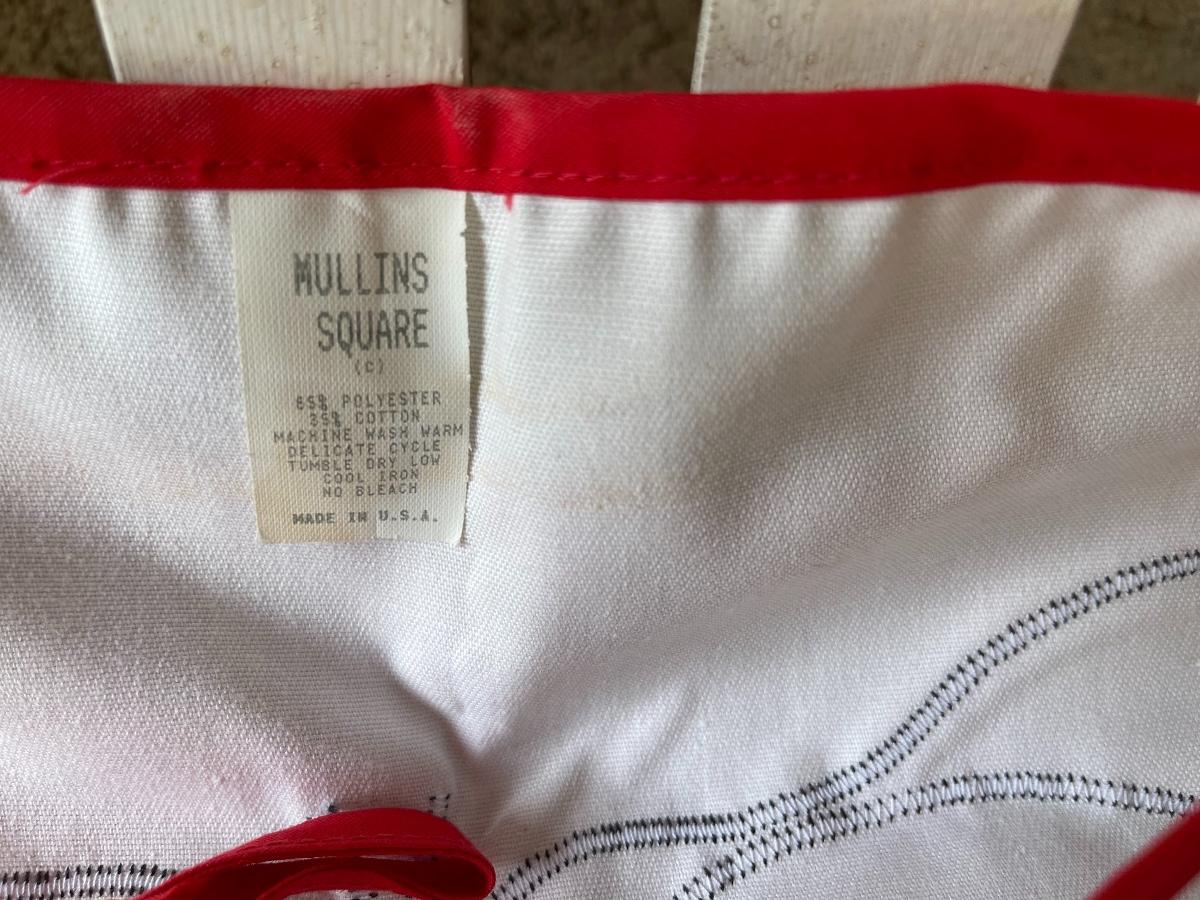 MULLINS
SQUARE
(C)
65% POLYESTER
35% COTTON
MACHINE WASH WARM
DELICATE CYCLE
TUMBLE DRY LOW
COOL IRON
NO BLEACH
MADE IN U.S.A.